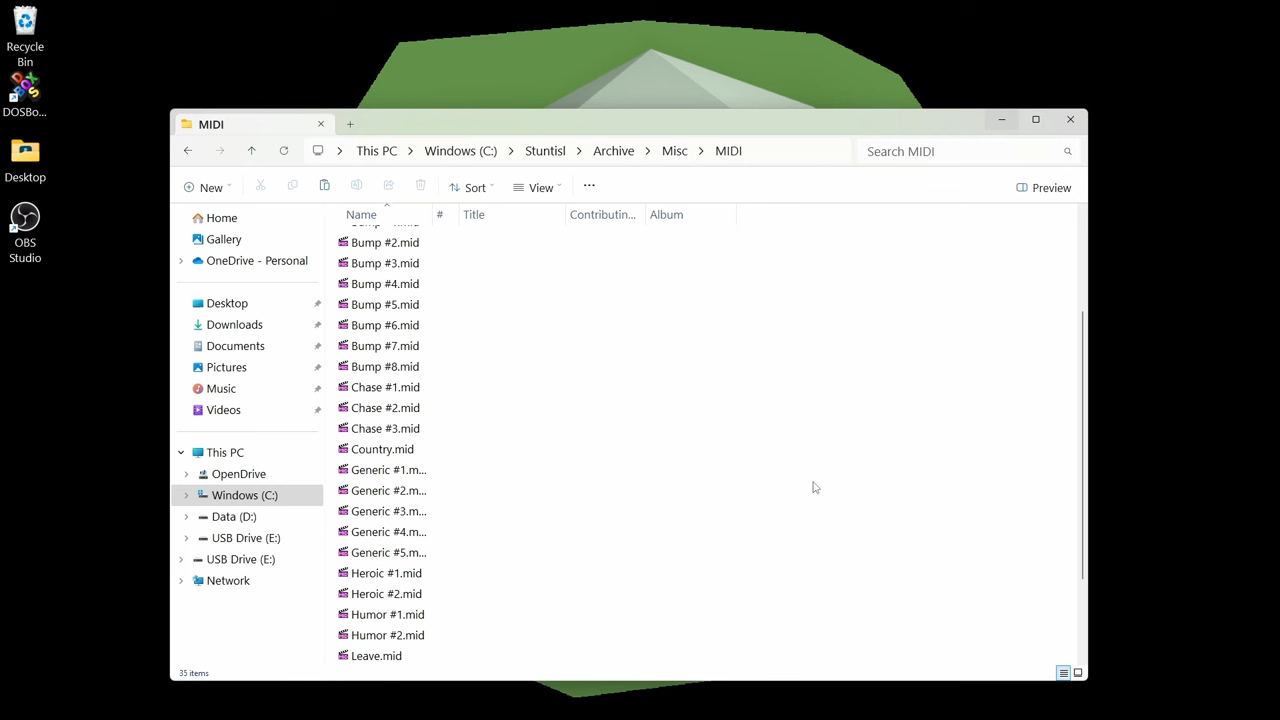 Recycle
Bin
DOSBo...
Desktop
OBS
Studio
MIDI
This PC > Windows (C:) > Stuntisl > Archive > Misc > MIDI
Search MIDI
New
Sort
View
...
Preview
Name
#
Title
Contributin...
Album
Home
Gallery
OneDrive - Personal
Desktop
Downloads
Documents
Pictures
Music
Videos
This PC
OpenDrive
Windows (C:)
Data (D:)
USB Drive (E:)
USB Drive (E:)
Network
Bump #2.mid
Bump #3.mid
Bump #4.mid
Bump #5.mid
Bump #6.mid
Bump #7.mid
Bump #8.mid
Chase #1.mid
Chase #2.mid
Chase #3.mid
Country.mid
Generic #1.m...
Generic #2.m...
Generic #3.m...
Generic #4.m...
Generic #5.m...
Heroic #1.mid
Heroic #2.mid
Humor #1.mid
Humor #2.mid
Leave.mid
35 items